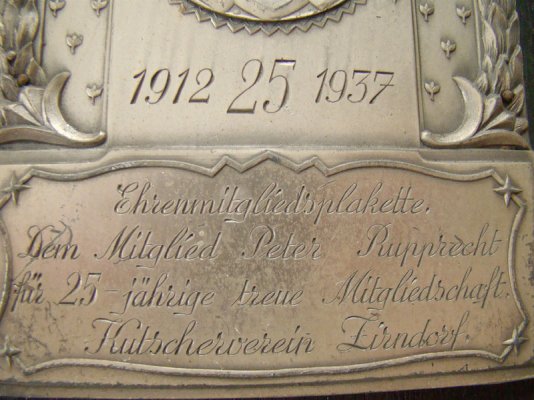 1912 25 1937
Ehrenmitgliedsplakette.
Dem Mitglied Peter Rupprecht
für 25-jährige treue Mitgliedschaft.
Kutscherverein Zirndorf.